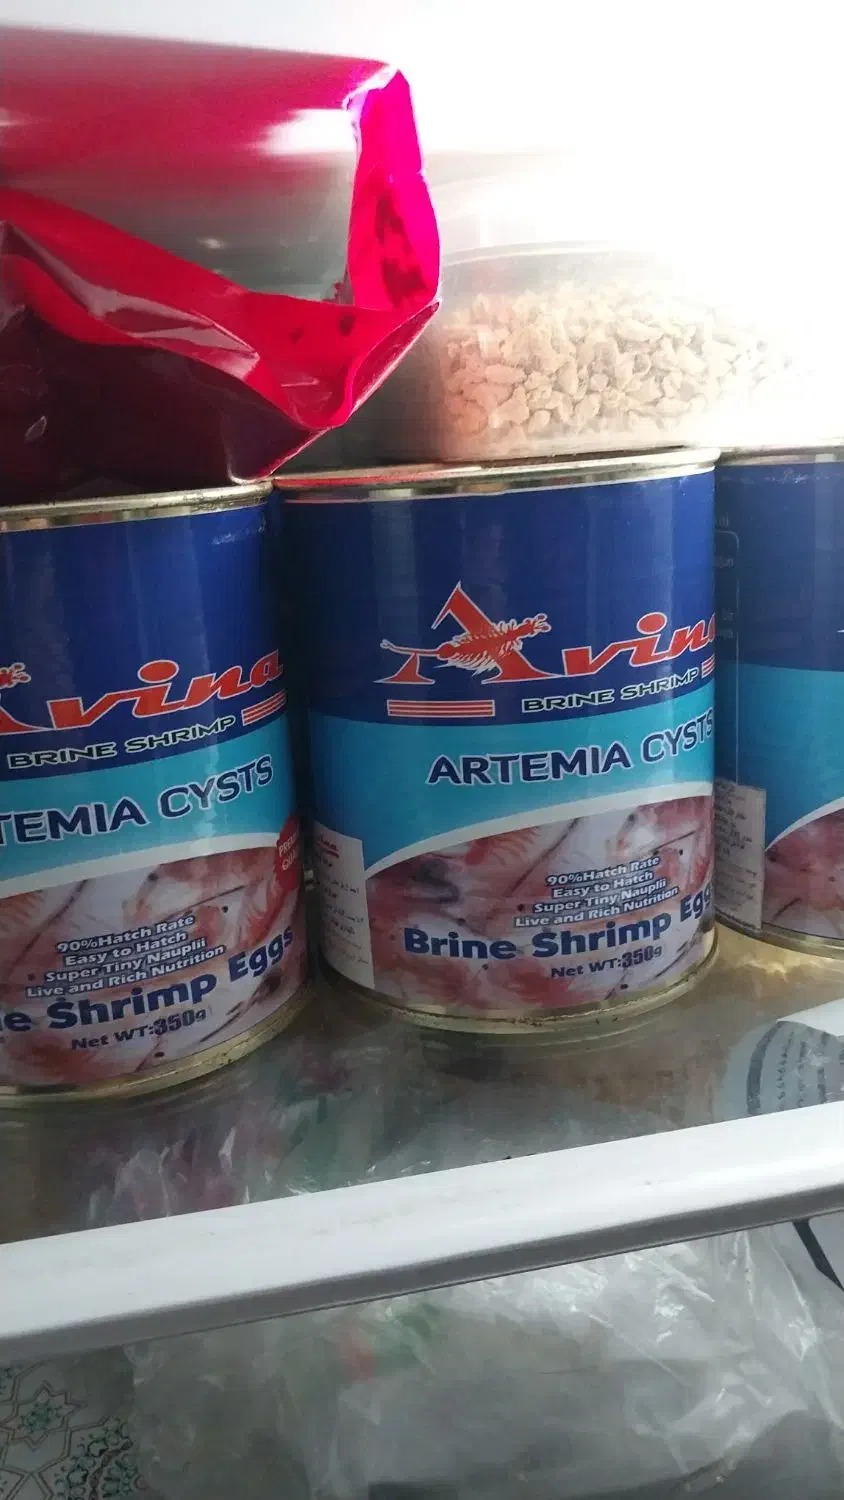 vina
BRINE SHRIMP
TEMIA CYSTS
90%Hatch Rate
Easy to Hatch
Super Tiny Nauplii
Live and Rich Nutrition
e Shrimp Eggs
Net WT:350g
Avina
BRINE SHRIMP
ARTEMIA CYSTS
90%Hatch Rate
Easy to Hatch
Super Tiny Nauplii
Live and Rich Nutrition
Brine Shrimp Eggs
Net WT:350g